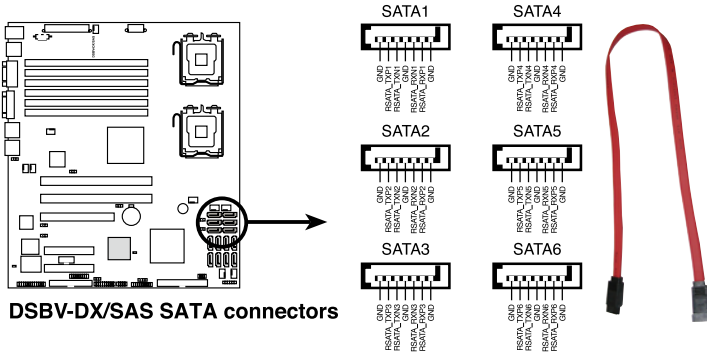 SATA1
GND
RSATA_TXP1
RSATA_TXN1
GND
RSATA_RXN1
RSATA_RXP1
GND
SATA4
GND
RSATA_TXP4
RSATA_TXN4
GND
RSATA_RXN4
RSATA_RXP4
GND
SATA2
GND
RSATA_TXP2
RSATA_TXN2
GND
RSATA_RXN2
RSATA_RXP2
GND
SATA5
GND
RSATA_TXP5
RSATA_TXN5
GND
RSATA_RXN5
RSATA_RXP5
GND
SATA3
GND
RSATA_TXP3
RSATA_TXN3
GND
RSATA_RXN3
RSATA_RXP3
GND
SATA6
GND
RSATA_TXP6
RSATA_TXN6
GND
RSATA_RXN6
RSATA_RXP6
GND
DSBV-DX/SAS SATA connectors